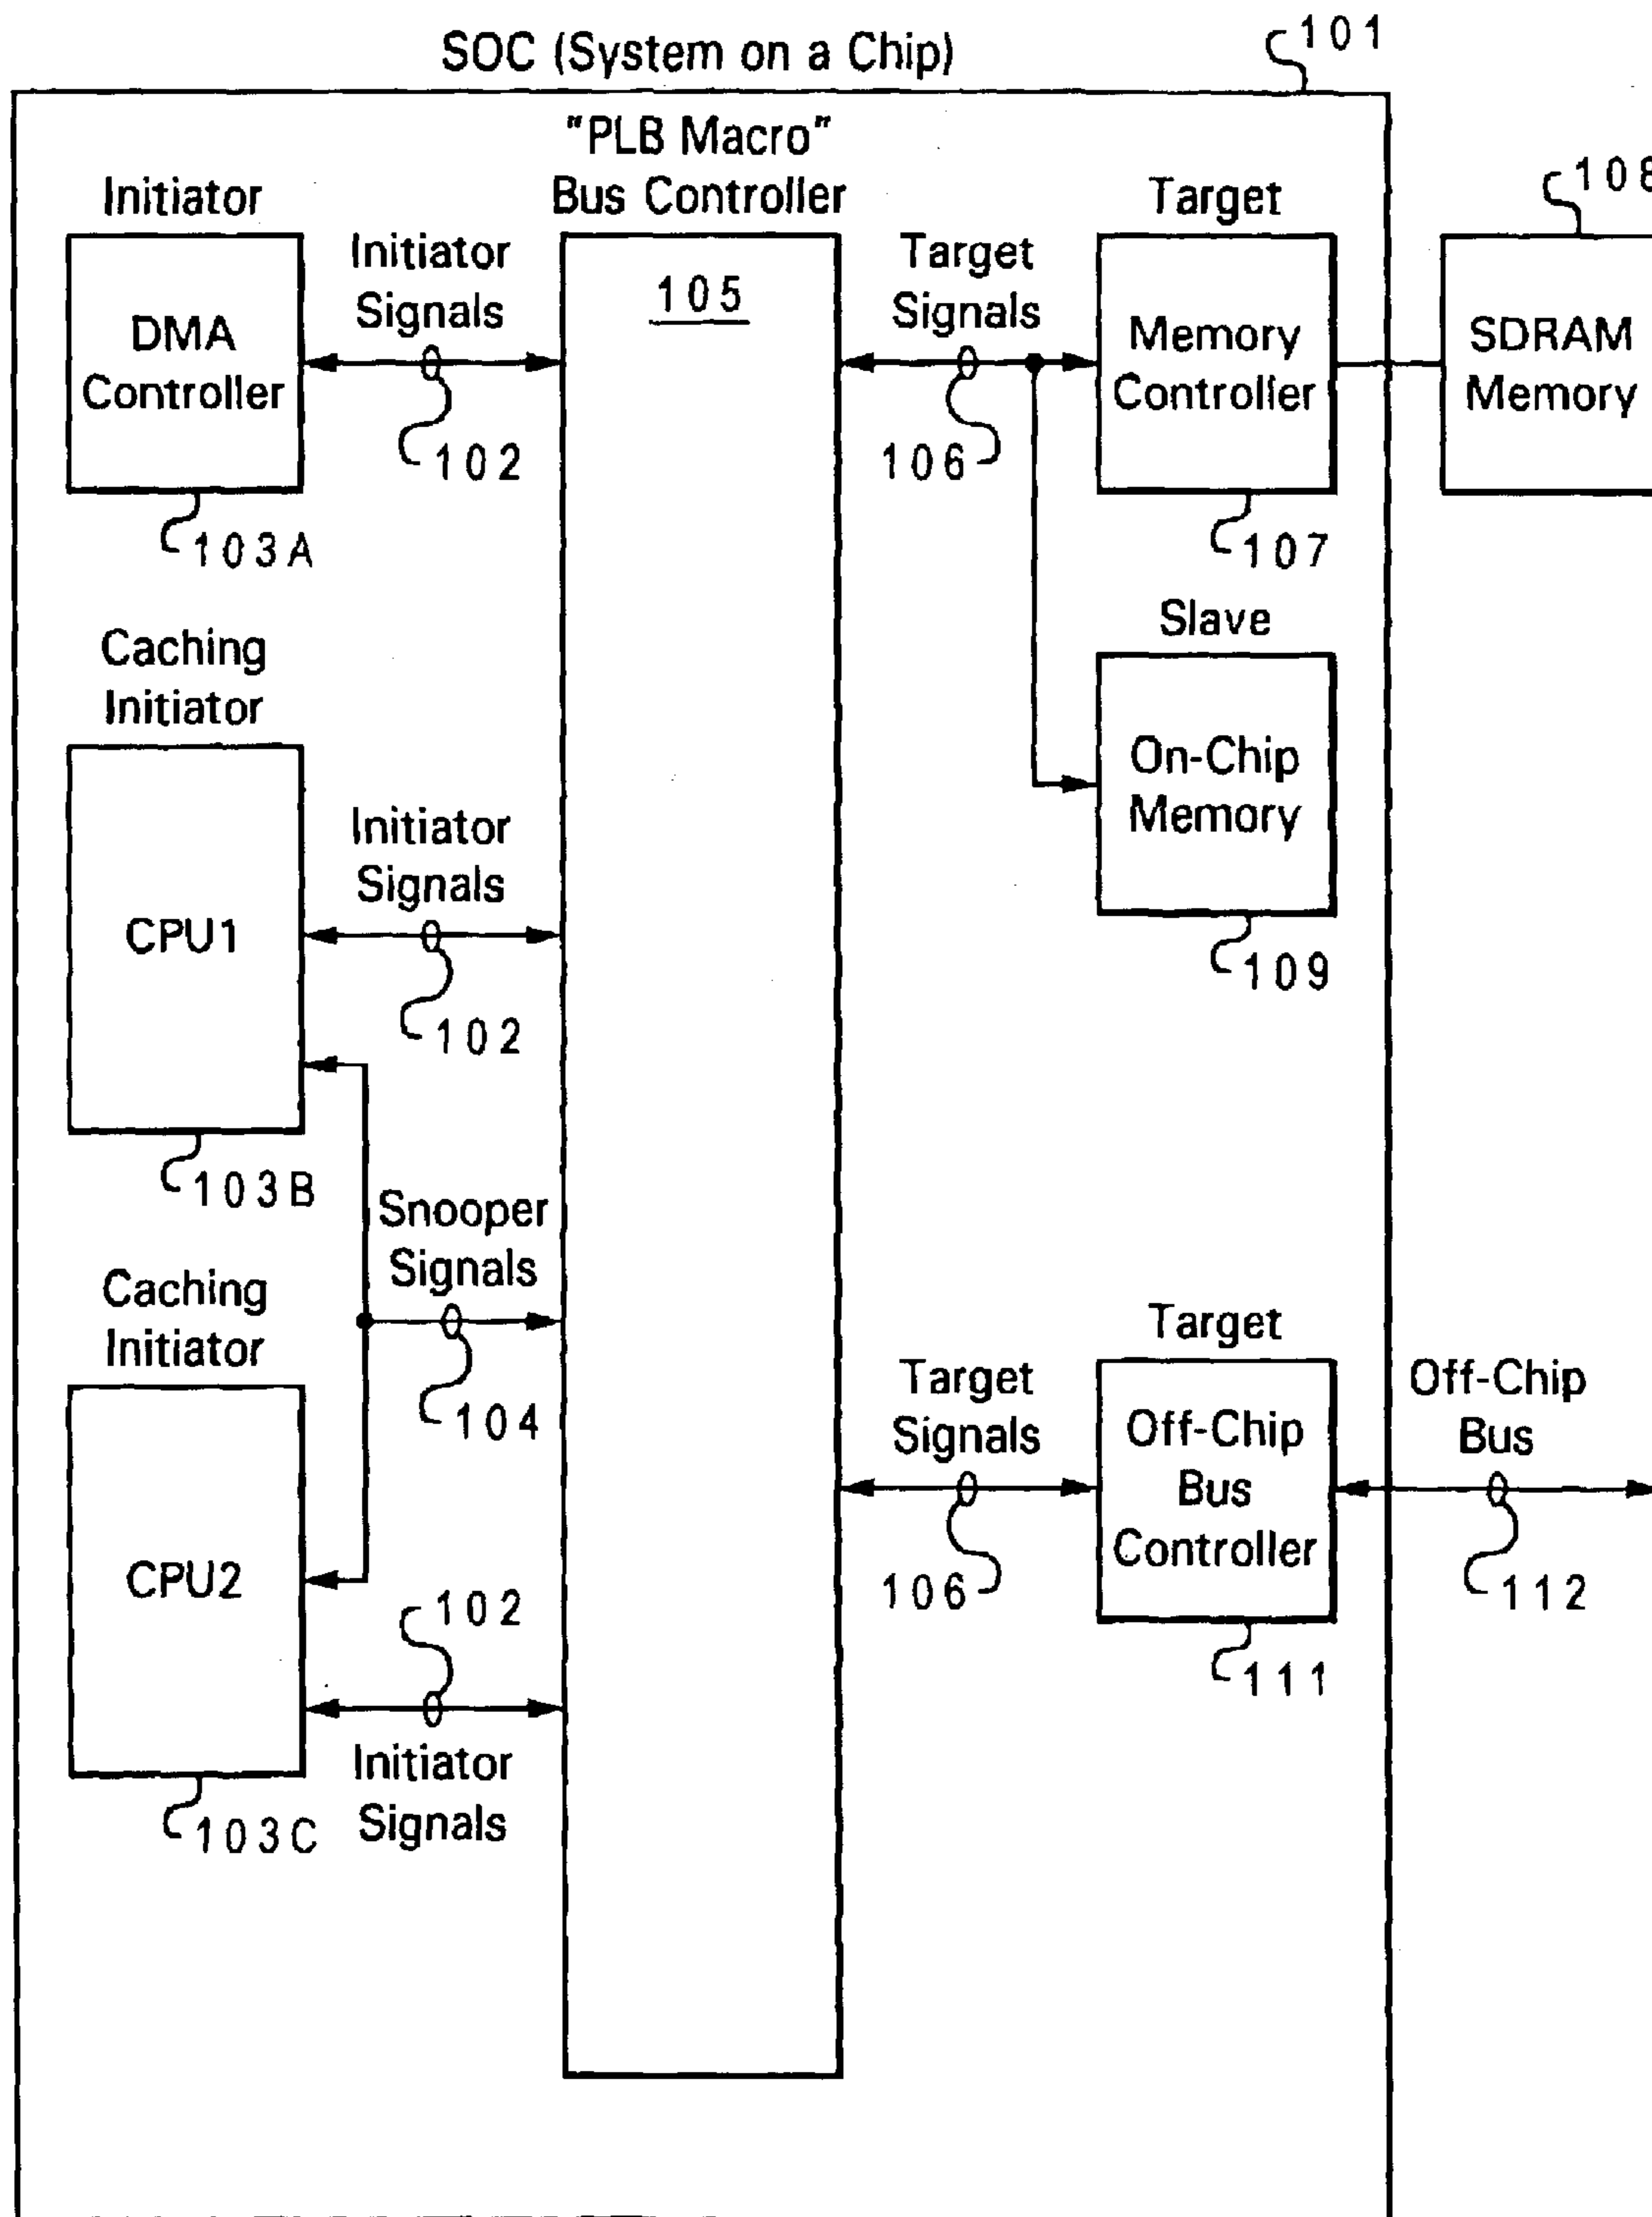 SOC (System on a Chip)
101
"PLB Macro"
Bus Controller
105
Initiator
DMA
Controller
103A
Initiator
Signals
102
Target
Signals
106
Target
Memory
Controller
107
108
SDRAM
Memory
Slave
On-Chip
Memory
109
Caching
Initiator
CPU1
103B
Initiator
Signals
102
Snooper
Signals
104
Caching
Initiator
CPU2
103C
102
Initiator
Signals
Target
Signals
106
Target
Off-Chip
Bus
Controller
111
Off-Chip
Bus
112